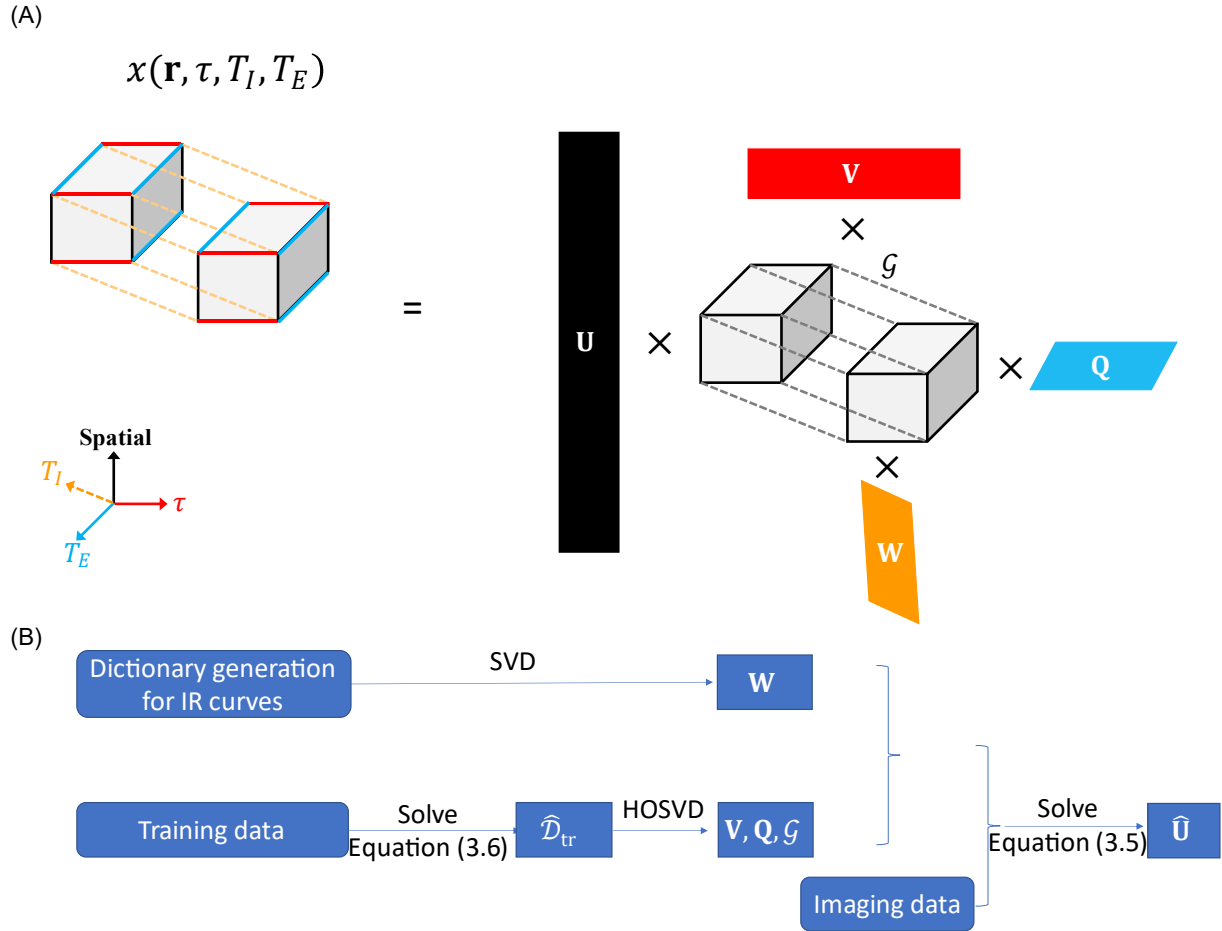 (A)
x(r, τ, T_I, T_E)
V
×
𝒢
=
U
×
×
Q
×
W
Spatial
T_I
τ
T_E
(B)
Dictionary generation
for IR curves
SVD
W
Training data
Solve
Equation (3.6)
𝒟̂_tr
HOSVD
V, Q, 𝒢
Imaging data
Solve
Equation (3.5)
Û